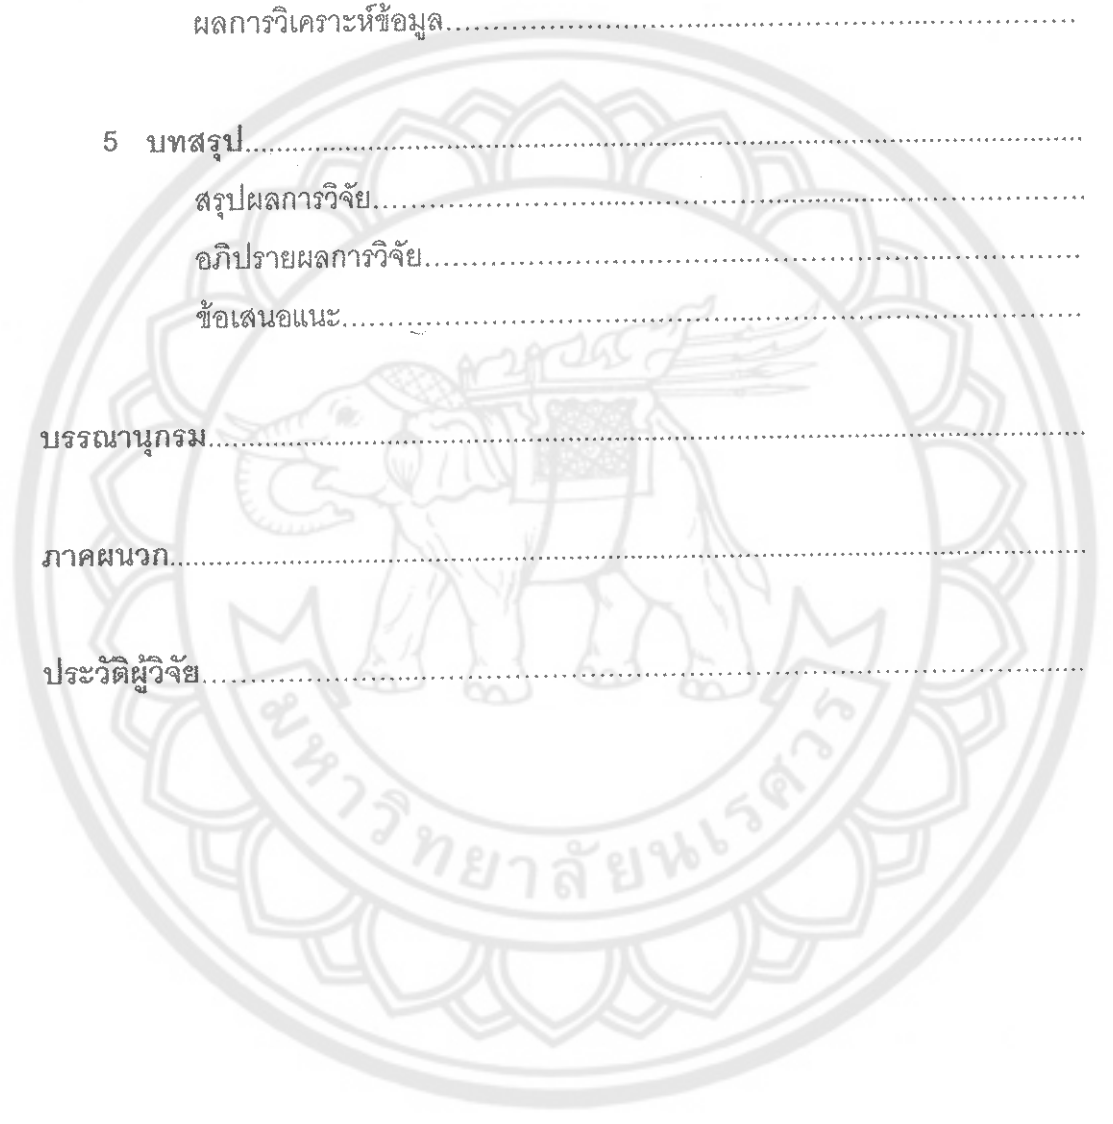 ผลการวิเคราะห์ข้อมูล................................................................
5 บทสรุป................................................................
สรุปผลการวิจัย................................................................
อภิปรายผลการวิจัย................................................................
ข้อเสนอแนะ................................................................
บรรณานุกรม................................................................
ภาคผนวก................................................................
ประวัติผู้วิจัย................................................................
มหาวิทยาลัยนเรศวร